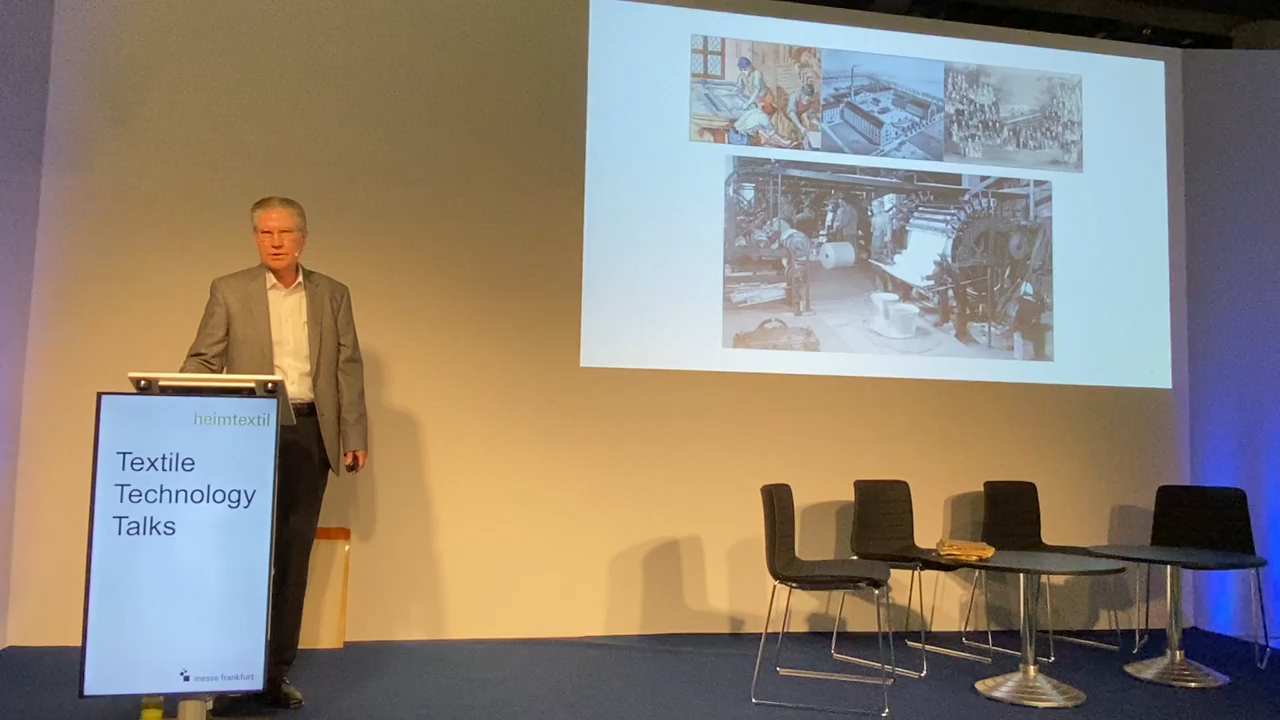 heimtextil
Textile
Technology
Talks
messe frankfurt